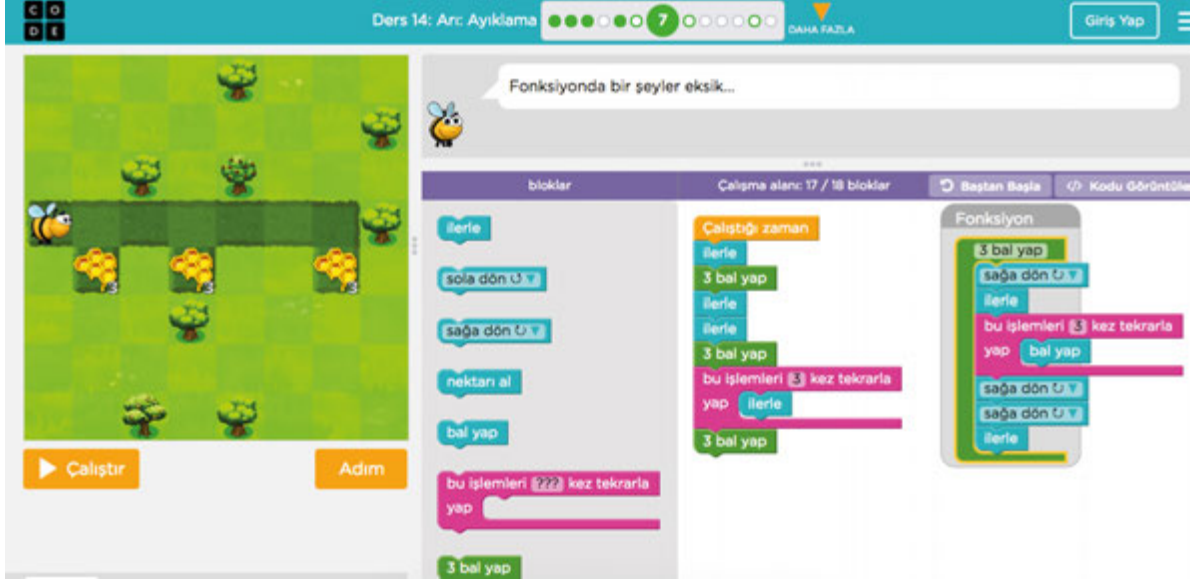 C O
D E
Ders 14: Arı: Ayıklama
7
DAHA FAZLA
Giriş Yap
Fonksiyonda bir şeyler eksik...
3
3
3
Çalıştır
Adım
bloklar
Çalışma alanı: 17 / 18 bloklar
Baştan Başla
</> Kodu Görüntüle
ilerle
sola dön ↺ ▼
sağa dön ↻ ▼
nektarı al
bal yap
bu işlemleri ??? kez tekrarla
yap
3 bal yap
Çalıştığı zaman
ilerle
3 bal yap
ilerle
ilerle
3 bal yap
bu işlemleri 3 kez tekrarla
yap ilerle
3 bal yap
Fonksiyon
3 bal yap
sağa dön ↻ ▼
ilerle
bu işlemleri 3 kez tekrarla
yap bal yap
sağa dön ↻ ▼
sağa dön ↻ ▼
ilerle